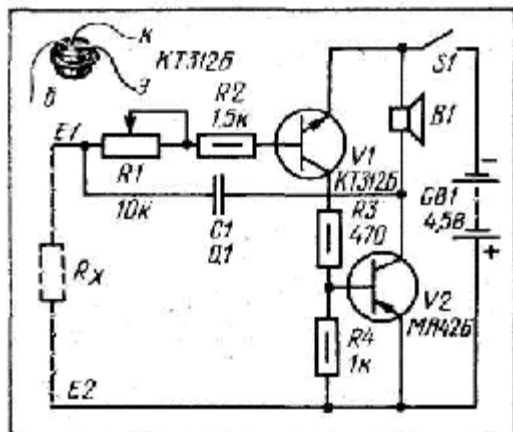 к
КТ312Б
б
э
R2
1,5к
S1
B1
E1
R1
V1
КТ312Б
10к
C1
0,1
R3
470
GB1
4,5В
−
+
Rx
V2
МП42Б
R4
1к
E2